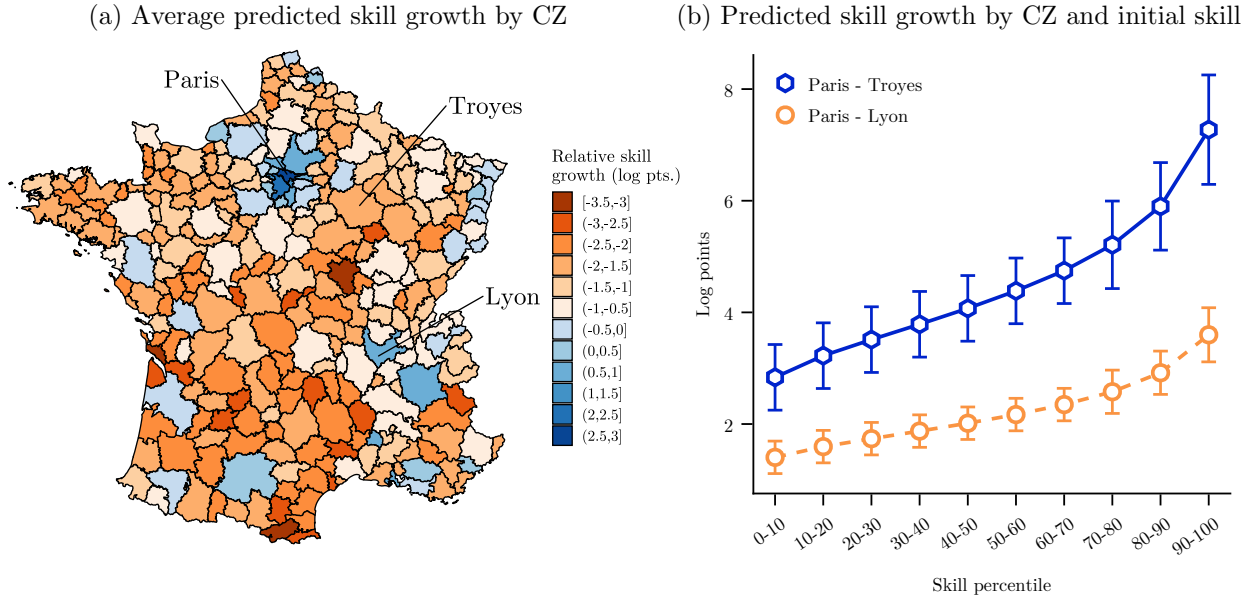 (a) Average predicted skill growth by CZ
Paris
Troyes
Lyon
Relative skill
growth (log pts.)
[-3.5,-3]
(-3,-2.5]
(-2.5,-2]
(-2,-1.5]
(-1.5,-1]
(-1,-0.5]
(-0.5,0]
(0,0.5]
(0.5,1]
(1,1.5]
(2,2.5]
(2.5,3]
(b) Predicted skill growth by CZ and initial skill
Paris - Troyes
Paris - Lyon
Log points
8
6
4
2
0-10
10-20
20-30
30-40
40-50
50-60
60-70
70-80
80-90
90-100
Skill percentile